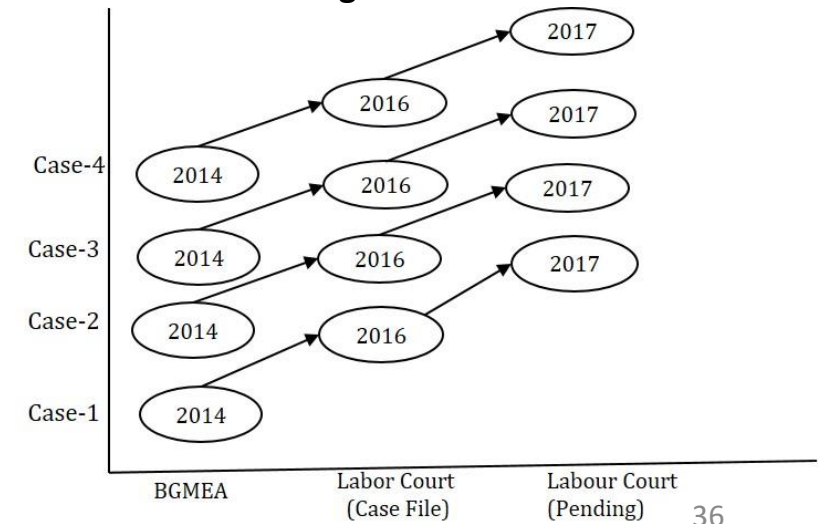 2017
2016
2017
Case-4
2014
2016
2017
Case-3
2014
2016
2017
Case-2
2014
2016
Case-1
2014
BGMEA
Labor Court
(Case File)
Labour Court
(Pending)
36